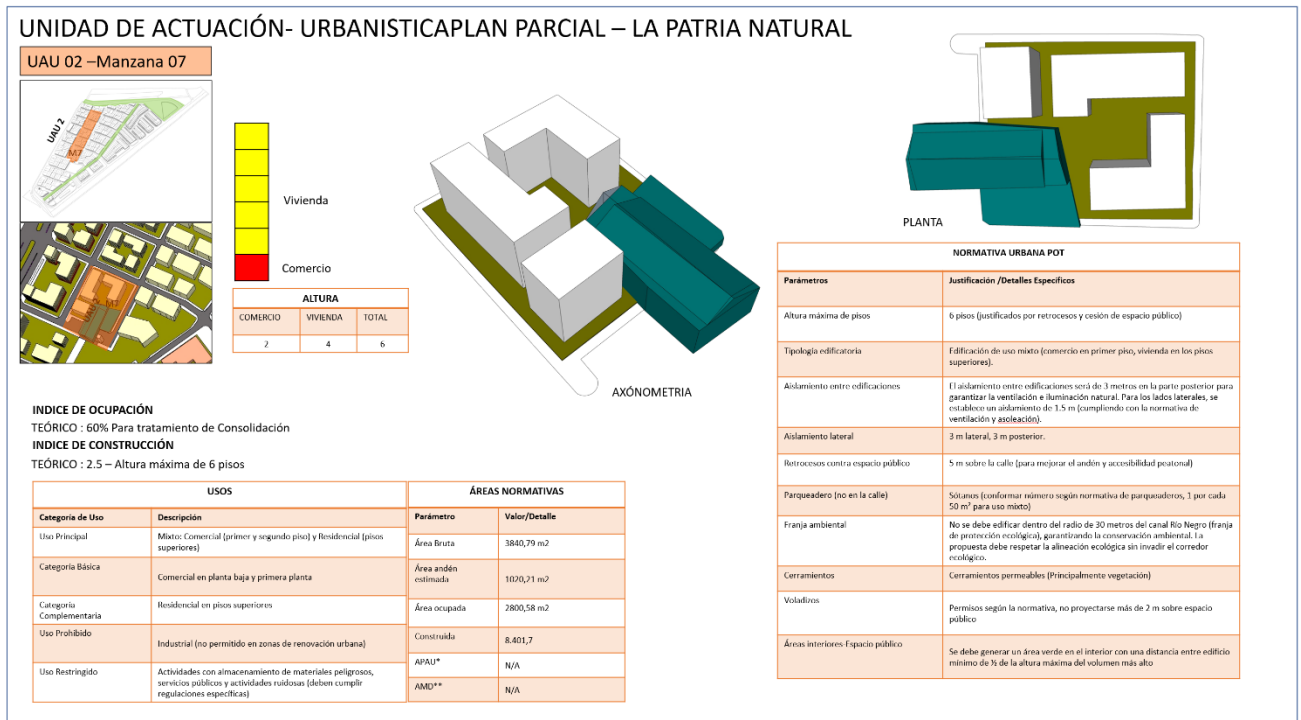 UNIDAD DE ACTUACIÓN- URBANISTICAPLAN PARCIAL – LA PATRIA NATURAL
UAU 02 –Manzana 07
UAU 2
M7
UAU 2
M7
Vivienda
Comercio
ALTURA
COMERCIO VIVIENDA TOTAL
2 4 6
AXÓNOMETRIA
PLANTA
INDICE DE OCUPACIÓN
TEÓRICO : 60% Para tratamiento de Consolidación
INDICE DE CONSTRUCCIÓN
TEÓRICO : 2.5 – Altura máxima de 6 pisos
USOS
Categoría de Uso Descripción
Uso Principal Mixto: Comercial (primer y segundo piso) y Residencial (pisos
superiores)
Categoría Básica Comercial en planta baja y primera planta
Categoría
Complementaria Residencial en pisos superiores
Uso Prohibido Industrial (no permitido en zonas de renovación urbana)
Uso Restringido Actividades con almacenamiento de materiales peligrosos,
servicios públicos y actividades ruidosas (deben cumplir
regulaciones específicas)
ÁREAS NORMATIVAS
Parámetro Valor/Detalle
Área Bruta 3840,79 m2
Área andén
estimada 1020,21 m2
Área ocupada 2800,58 m2
Construida 8.401,7
APAU* N/A
AMD** N/A
NORMATIVA URBANA POT
Parámetros Justificación /Detalles Específicos
Altura máxima de pisos 6 pisos (justificados por retrocesos y cesión de espacio público)
Tipología edificatoria Edificación de uso mixto (comercio en primer piso, vivienda en los pisos
superiores).
Aislamiento entre edificaciones El aislamiento entre edificaciones será de 3 metros en la parte posterior para
garantizar la ventilación e iluminación natural. Para los lados laterales, se
establece un aislamiento de 1.5 m (cumpliendo con la normativa de
ventilación y asoleación).
Aislamiento lateral 3 m lateral, 3 m posterior.
Retrocesos contra espacio público 5 m sobre la calle (para mejorar el andén y accesibilidad peatonal)
Parqueadero (no en la calle) Sótanos (conformar número según normativa de parqueaderos, 1 por cada
50 m² para uso mixto)
Franja ambiental No se debe edificar dentro del radio de 30 metros del canal Río Negro (franja
de protección ecológica), garantizando la conservación ambiental. La
propuesta debe respetar la alineación ecológica sin invadir el corredor
ecológico.
Cerramientos Cerramientos permeables (Principalmente vegetación)
Voladizos Permisos según la normativa, no proyectarse más de 2 m sobre espacio
público
Áreas interiores-Espacio público Se debe generar un área verde en el interior con una distancia entre edificio
mínimo de ½ de la altura máxima del volumen más alto